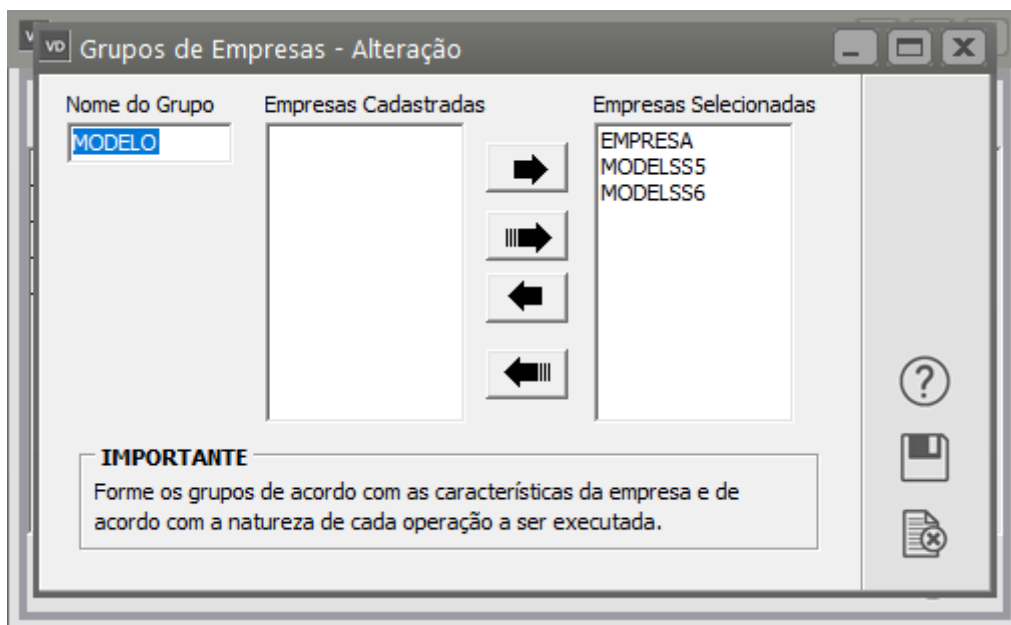 VD Grupos de Empresas - Alteração
Nome do Grupo
MODELO
Empresas Cadastradas
Empresas Selecionadas
EMPRESA
MODELSS5
MODELSS6
?
IMPORTANTE
Forme os grupos de acordo com as características da empresa e de
acordo com a natureza de cada operação a ser executada.